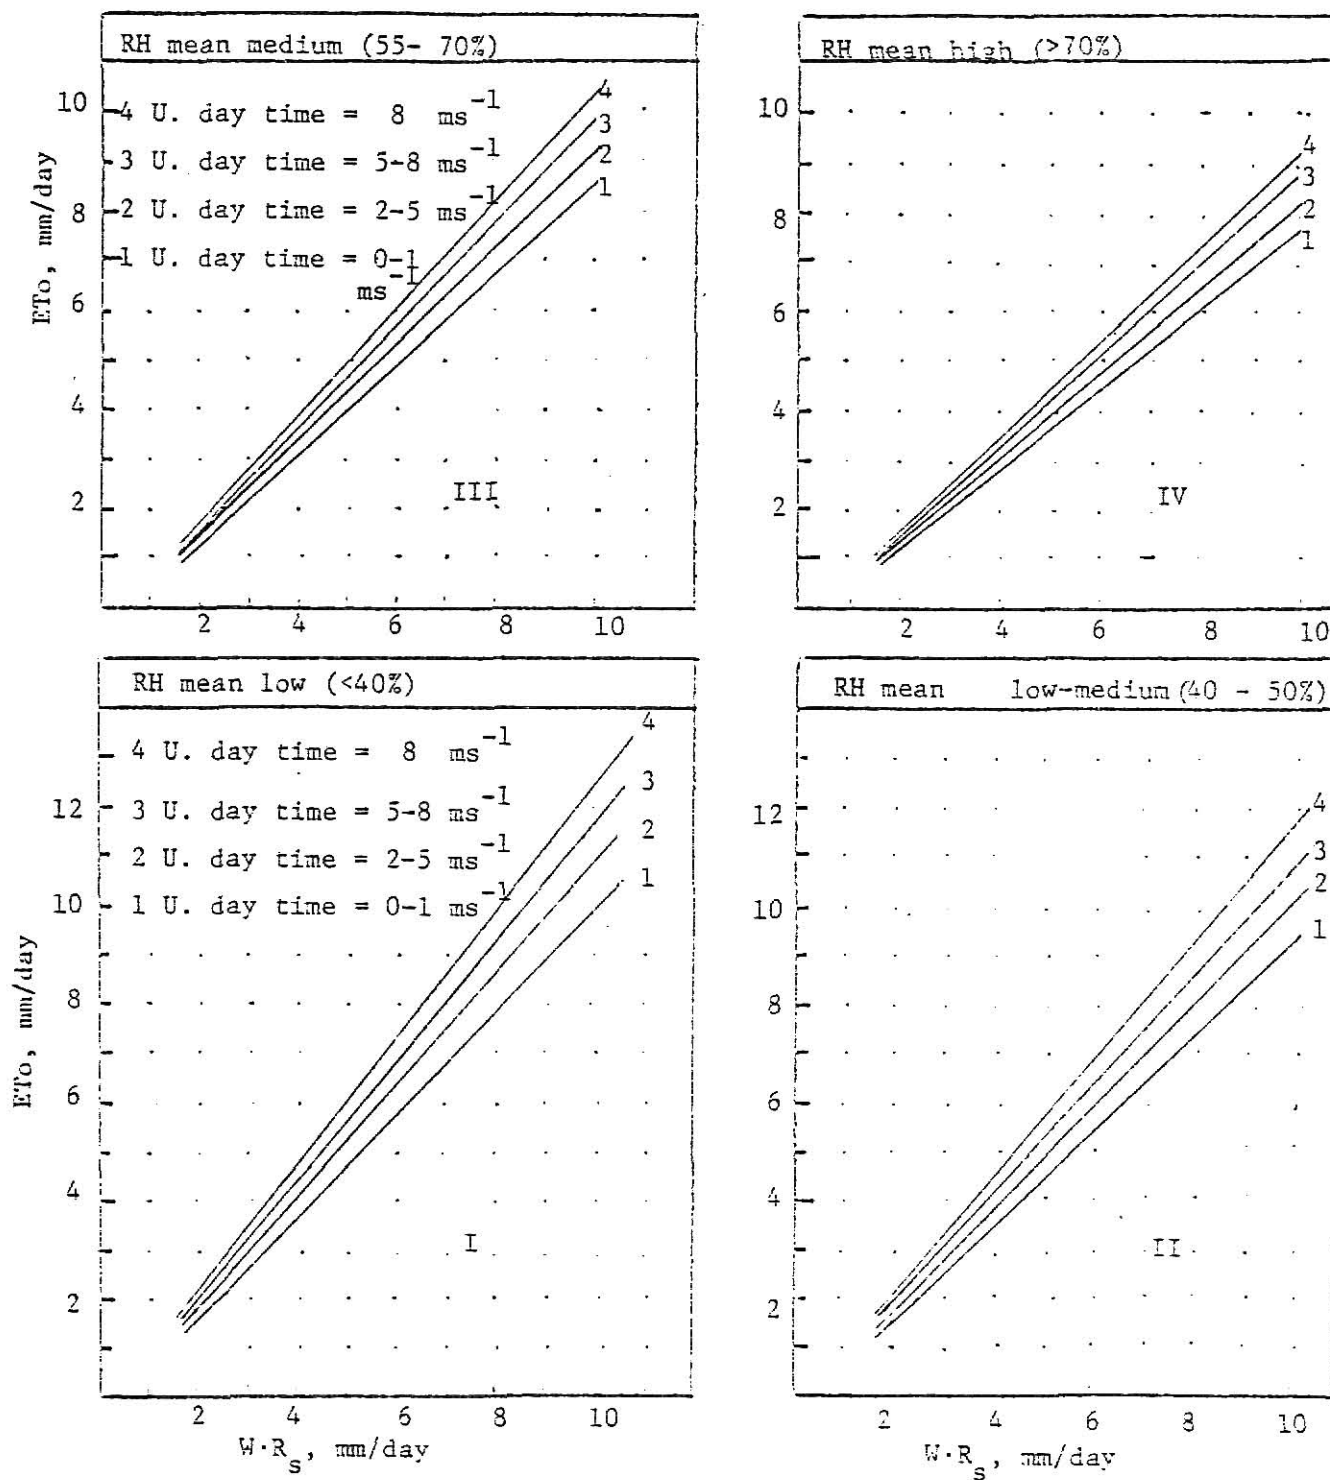 RH mean medium (55- 70%)
4 U. day time = 8 ms-1
3 U. day time = 5-8 ms-1
2 U. day time = 2-5 ms-1
1 U. day time = 0-1
ms-1
ETo, mm/day
10
8
6
4
2
4
3
2
1
III
2 4 6 8 10
RH mean high (>70%)
10
8
6
4
2
4
3
2
1
IV
2 4 6 8 10
RH mean low (<40%)
4 U. day time = 8 ms-1
3 U. day time = 5-8 ms-1
2 U. day time = 2-5 ms-1
1 U. day time = 0-1 ms-1
ETo, mm/day
12
10
8
6
4
2
4
3
2
1
I
2 4 6 8 10
W·Rs, mm/day
RH mean low-medium (40 - 50%)
12
10
8
6
4
2
4
3
2
1
II
2 4 6 8 10
W·Rs, mm/day